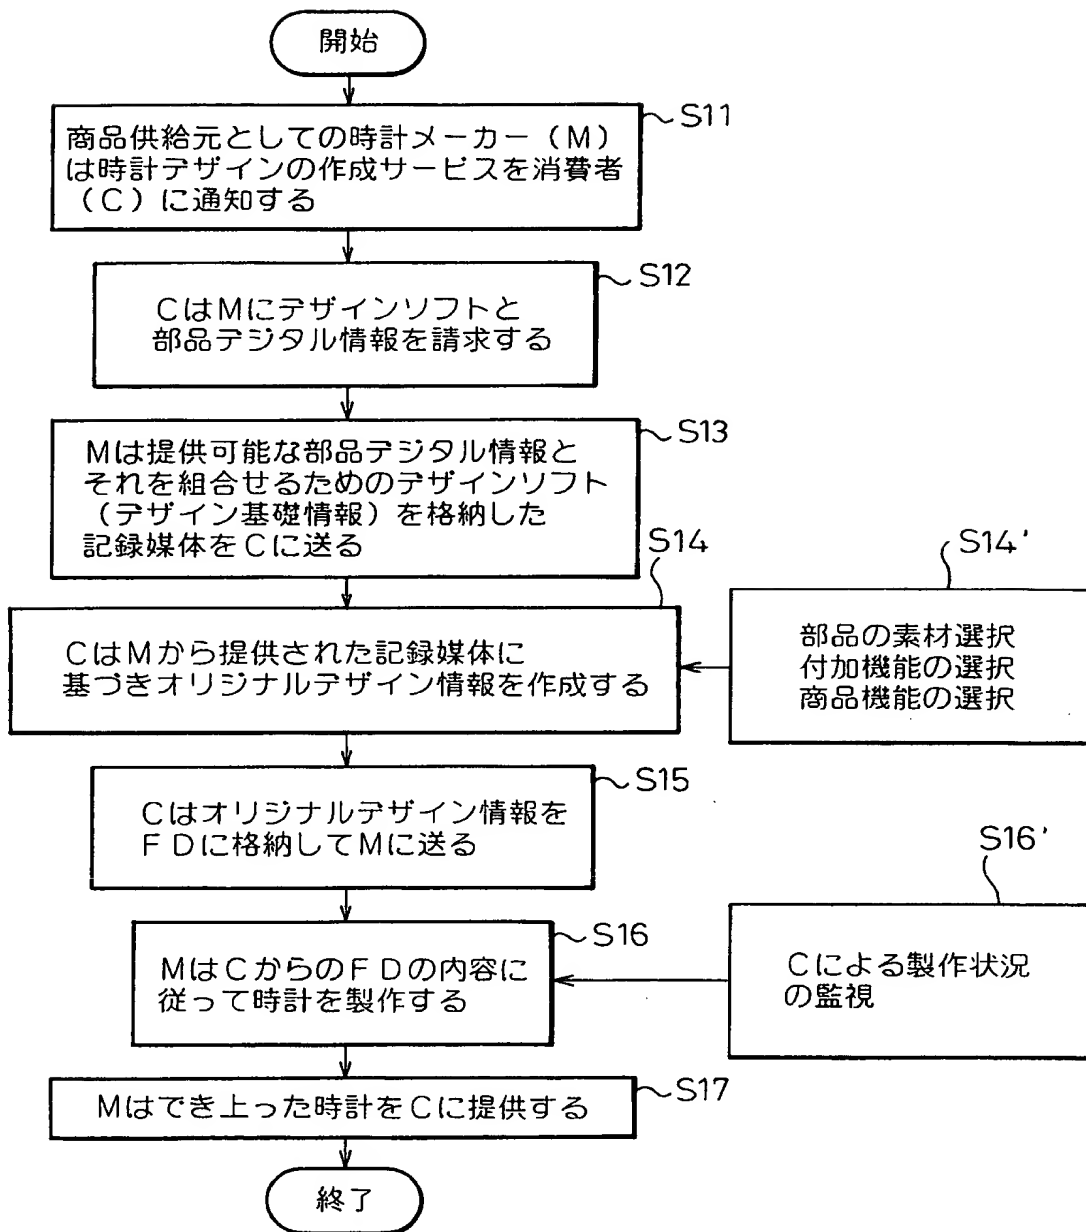 開始
S11
商品供給元としての時計メーカー（M）
は時計デザインの作成サービスを消費者
（C）に通知する
S12
CはMにデザインソフトと
部品デジタル情報を請求する
S13
Mは提供可能な部品デジタル情報と
それを組合せるためのデザインソフト
（デザイン基礎情報）を格納した
記録媒体をCに送る
S14
CはMから提供された記録媒体に
基づきオリジナルデザイン情報を作成する
S14'
部品の素材選択
付加機能の選択
商品機能の選択
S15
Cはオリジナルデザイン情報を
FDに格納してMに送る
S16
MはCからのFDの内容に
従って時計を製作する
S16'
Cによる製作状況
の監視
S17
Mはでき上った時計をCに提供する
終了